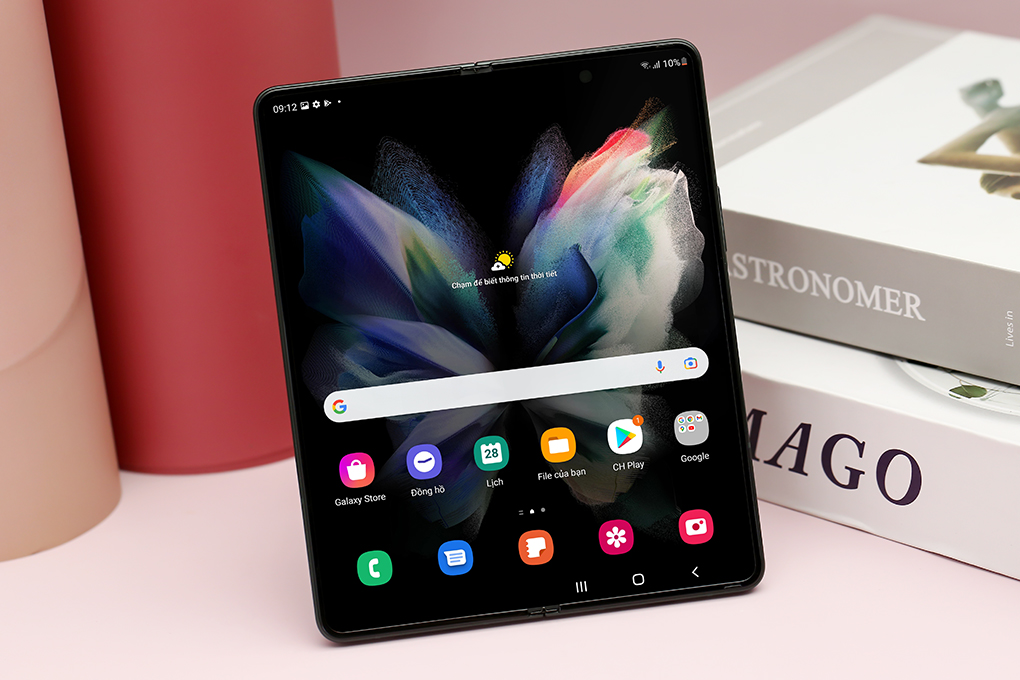 09:12
10%
Chạm để biết thông tin thời tiết
G
Galaxy Store
Đồng hồ
28
Lịch
File của bạn
1
CH Play
Google
ASTRONOMER
Lives in
MAGO